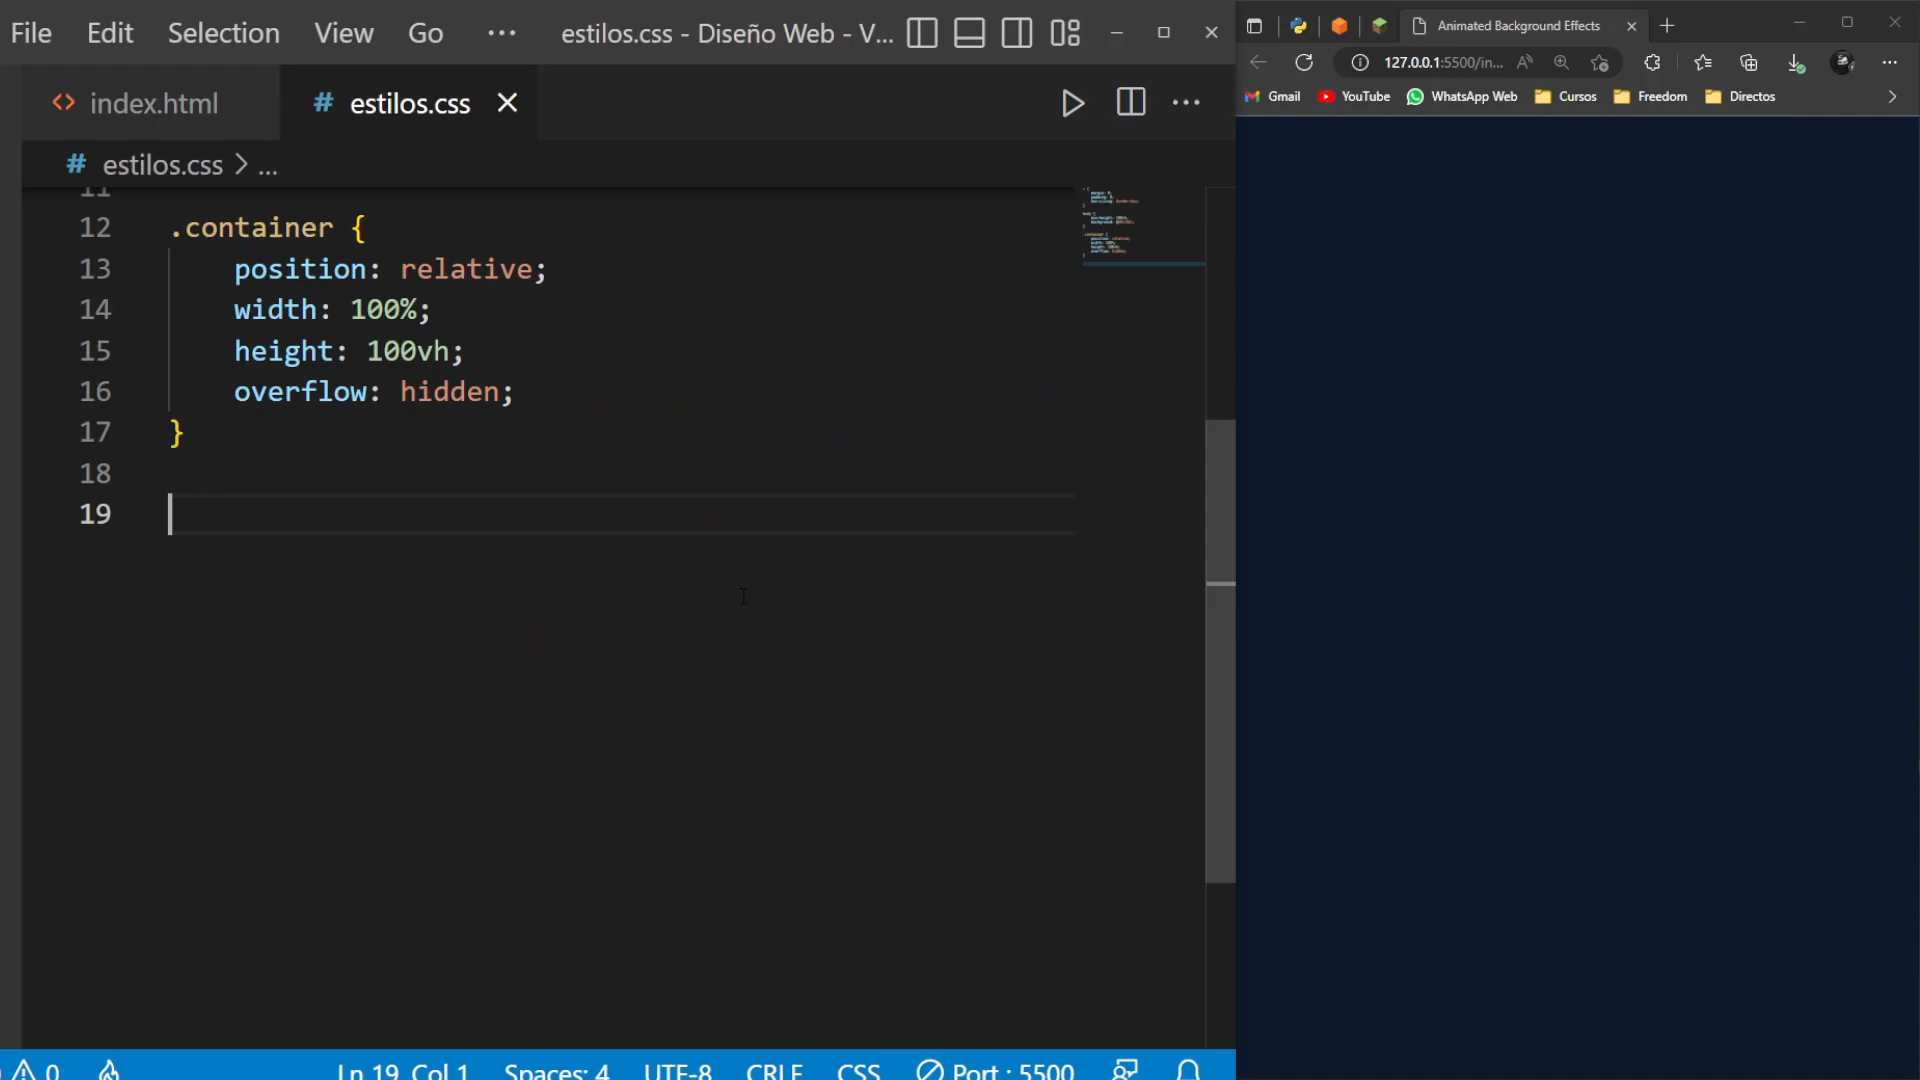 File Edit Selection View Go ··· estilos.css - Diseño Web - V...
index.html estilos.css
estilos.css > ...
11
12 .container {
13 position: relative;
14 width: 100%;
15 height: 100vh;
16 overflow: hidden;
17 }
18
19
0 Ln 19, Col 1 Spaces: 4 UTF-8 CRLF CSS Port : 5500
Animated Background Effects
127.0.0.1:5500/in...
Gmail YouTube WhatsApp Web Cursos Freedom Directos